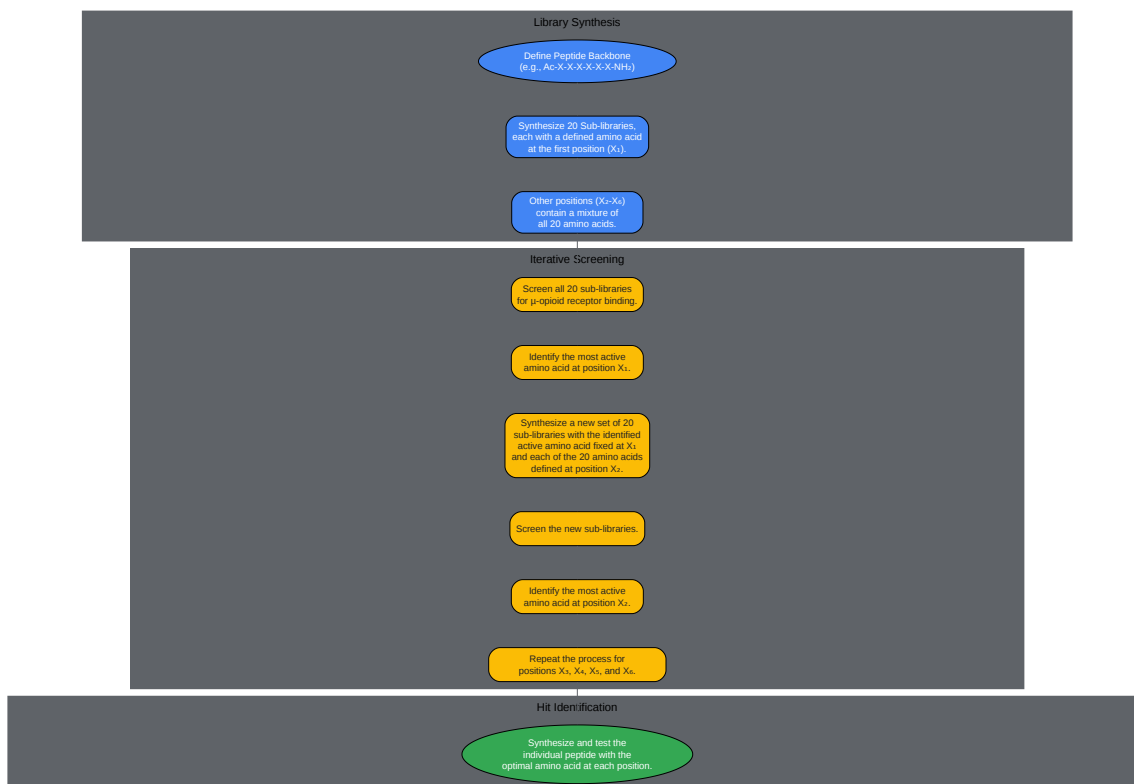 Library Synthesis
Define Peptide Backbone
(e.g., Ac-X-X-X-X-X-X-NH₂)
Synthesize 20 Sub-libraries,
each with a defined amino acid
at the first position (X₁).
Other positions (X₂-X₆)
contain a mixture of
all 20 amino acids.
Iterative Screening
Screen all 20 sub-libraries
for μ-opioid receptor binding.
Identify the most active
amino acid at position X₁.
Synthesize a new set of 20
sub-libraries with the identified
active amino acid fixed at X₁
and each of the 20 amino acids
defined at position X₂.
Screen the new sub-libraries.
Identify the most active
amino acid at position X₂.
Repeat the process for
positions X₃, X₄, X₅, and X₆.
Hit Identification
Synthesize and test the
individual peptide with the
optimal amino acid at each position.